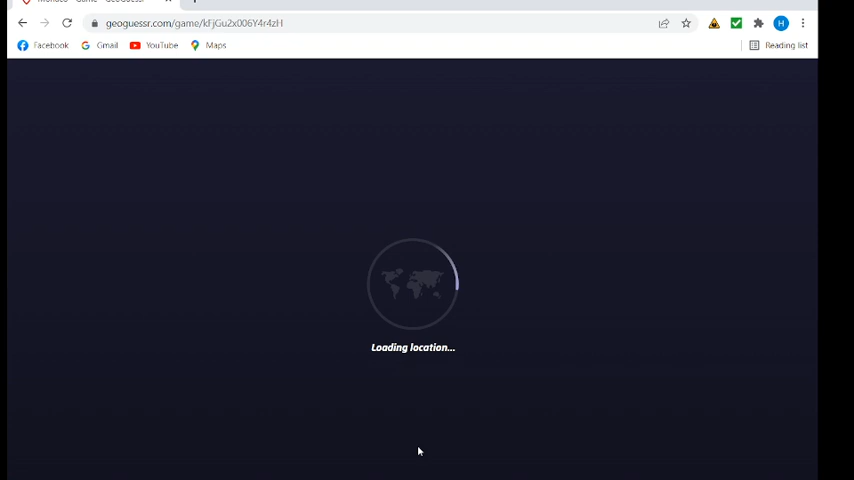 geoguessr.com/game/kFjGu2x006Y4r4zH
H
Facebook
Gmail
YouTube
Maps
Reading list
Loading location...